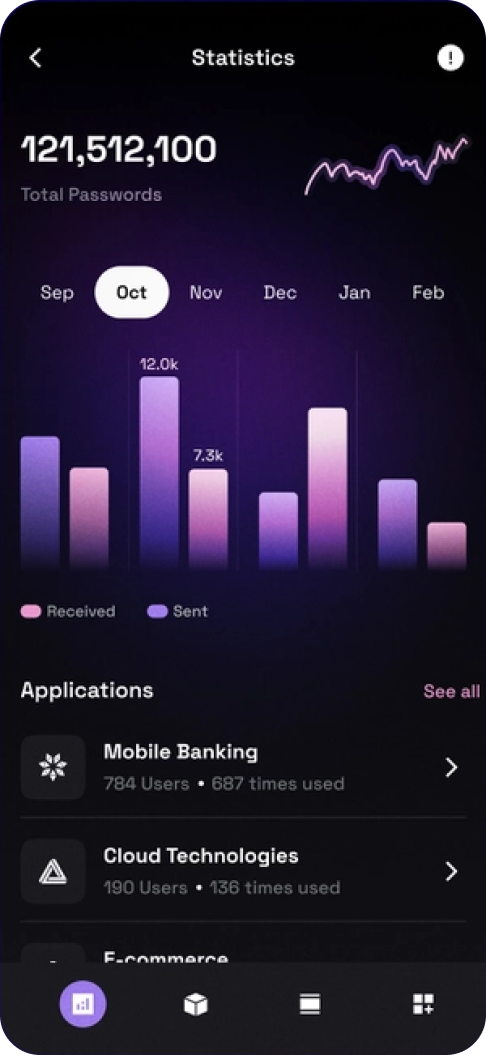 Statistics
121,512,100
Total Passwords
Sep Oct Nov Dec Jan Feb
12.0k
7.3k
Received Sent
Applications See all
Mobile Banking
784 Users • 687 times used
Cloud Technologies
190 Users • 136 times used
E-commerce